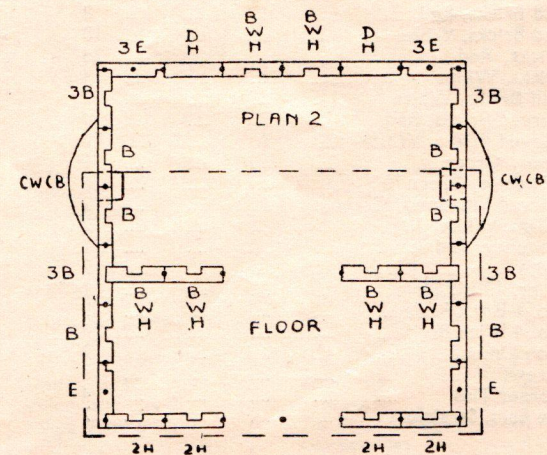 3E D H B W H B W H D H 3E
3B 3B
PLAN 2
B B
CWCB CWCB
B B
3B 3B
B W H B W H B W H B W H
FLOOR
B B
E E
2H 2H 2H 2H